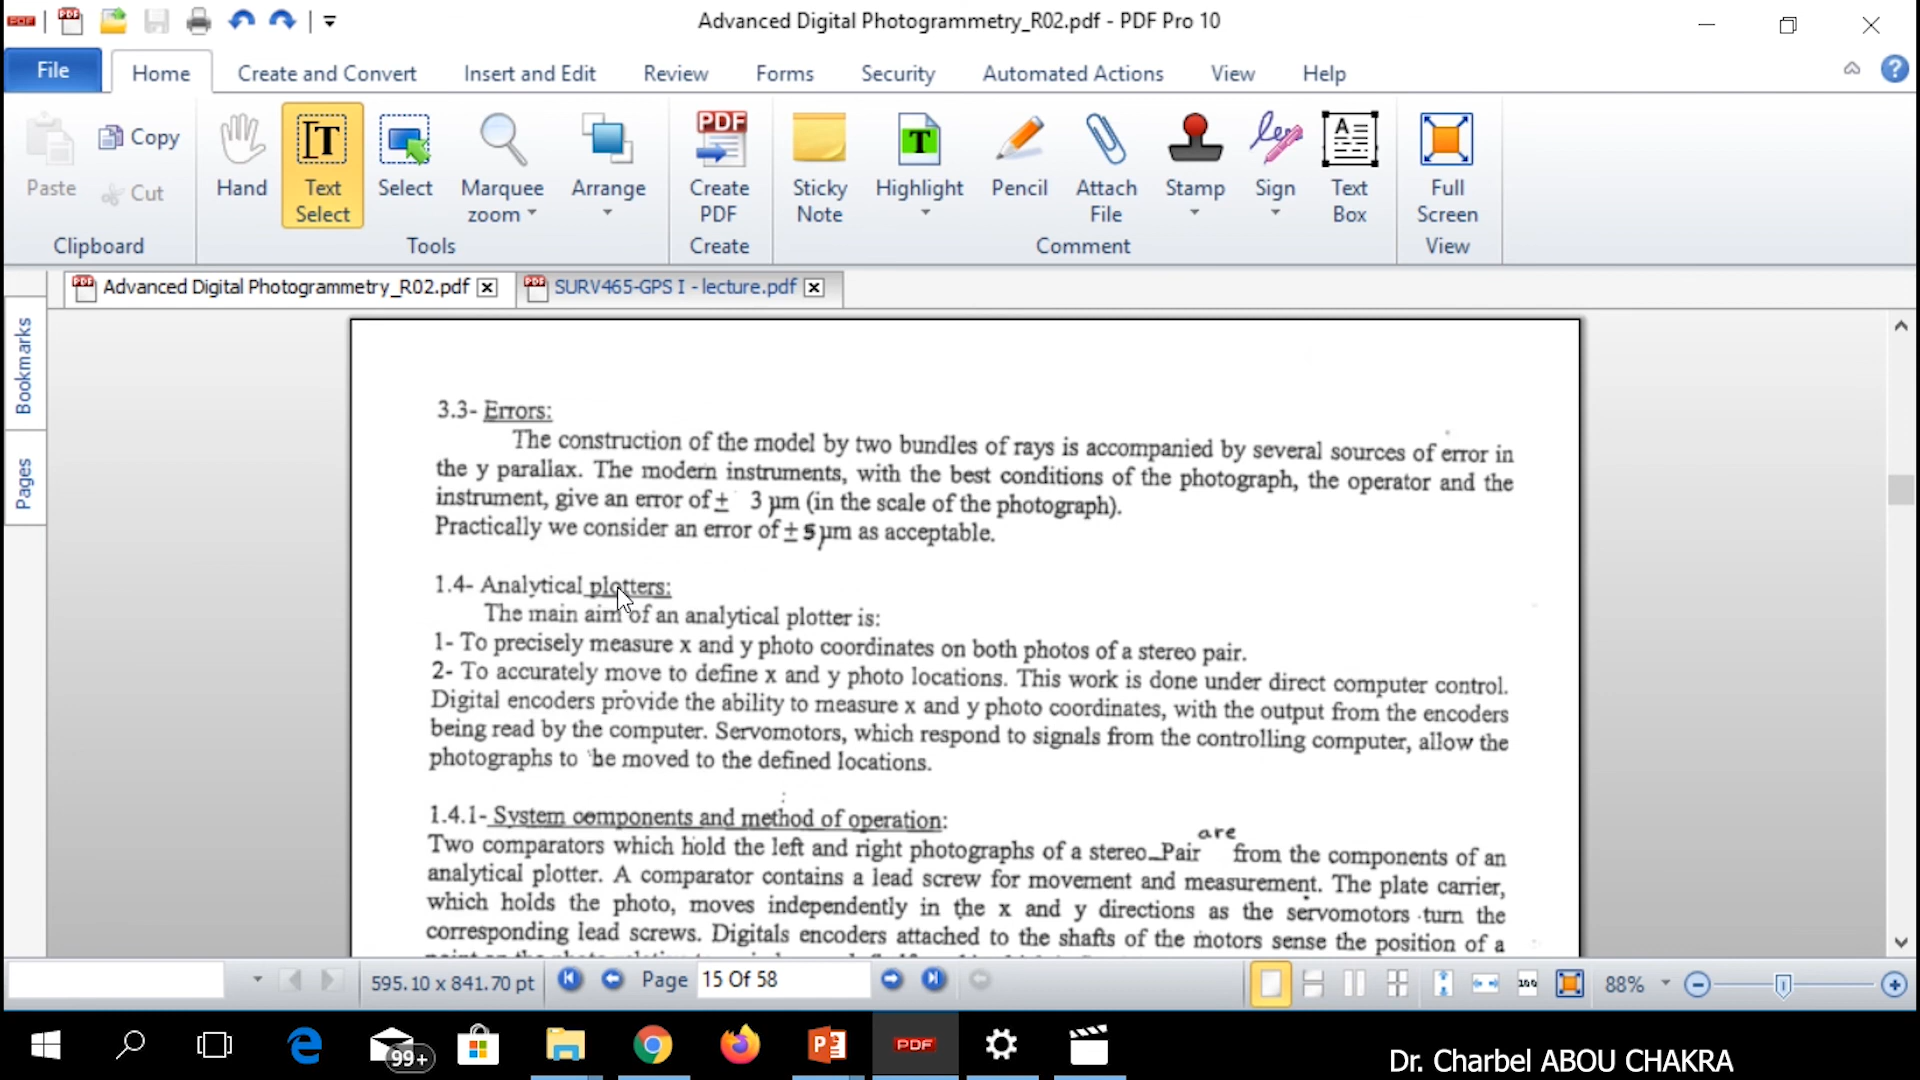 Advanced Digital Photogrammetry_R02.pdf - PDF Pro 10
File Home Create and Convert Insert and Edit Review Forms Security Automated Actions View Help
Paste Copy Cut Hand Text Select Select Marquee zoom Arrange Create PDF Sticky Note Highlight Pencil Attach File Stamp Sign Text Box Full Screen
Clipboard Tools Create Comment View
Advanced Digital Photogrammetry_R02.pdf SURV465-GPS I - lecture.pdf
Bookmarks
Pages
3.3- Errors:
The construction of the model by two bundles of rays is accompanied by several sources of error in
the y parallax. The modern instruments, with the best conditions of the photograph, the operator and the
instrument, give an error of ± 3 µm (in the scale of the photograph).
Practically we consider an error of ± 5 µm as acceptable.
1.4- Analytical plotters:
The main aim of an analytical plotter is:
1- To precisely measure x and y photo coordinates on both photos of a stereo pair.
2- To accurately move to define x and y photo locations. This work is done under direct computer control.
Digital encoders provide the ability to measure x and y photo coordinates, with the output from the encoders
being read by the computer. Servomotors, which respond to signals from the controlling computer, allow the
photographs to be moved to the defined locations.
1.4.1- System components and method of operation:
are
Two comparators which hold the left and right photographs of a stereo Pair from the components of an
analytical plotter. A comparator contains a lead screw for movement and measurement. The plate carrier,
which holds the photo, moves independently in the x and y directions as the servomotors turn the
corresponding lead screws. Digitals encoders attached to the shafts of the motors sense the position of a
595.10 x 841.70 pt Page 15 Of 58 100 88%
99+ PDF
Dr. Charbel ABOU CHAKRA